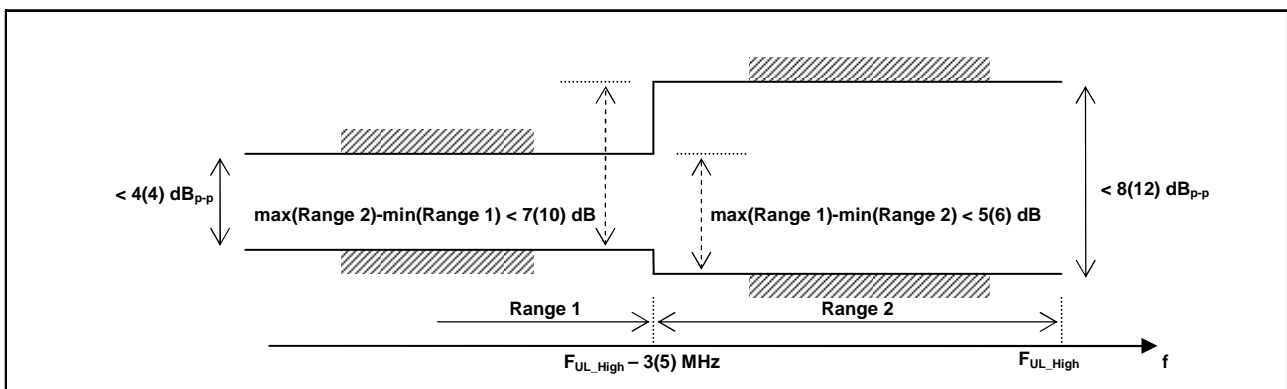 < 4(4) dBp-p
max(Range 2)-min(Range 1) < 7(10) dB
max(Range 1)-min(Range 2) < 5(6) dB
< 8(12) dBp-p
Range 1
Range 2
FUL_High – 3(5) MHz
FUL_High
f